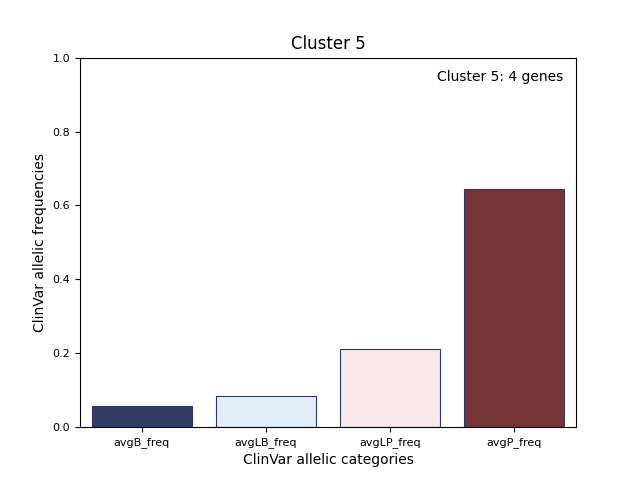 Cluster 5
Cluster 5: 4 genes
ClinVar allelic frequencies
1.0
0.8
0.6
0.4
0.2
0.0
avgB_freq avgLB_freq avgLP_freq avgP_freq
ClinVar allelic categories